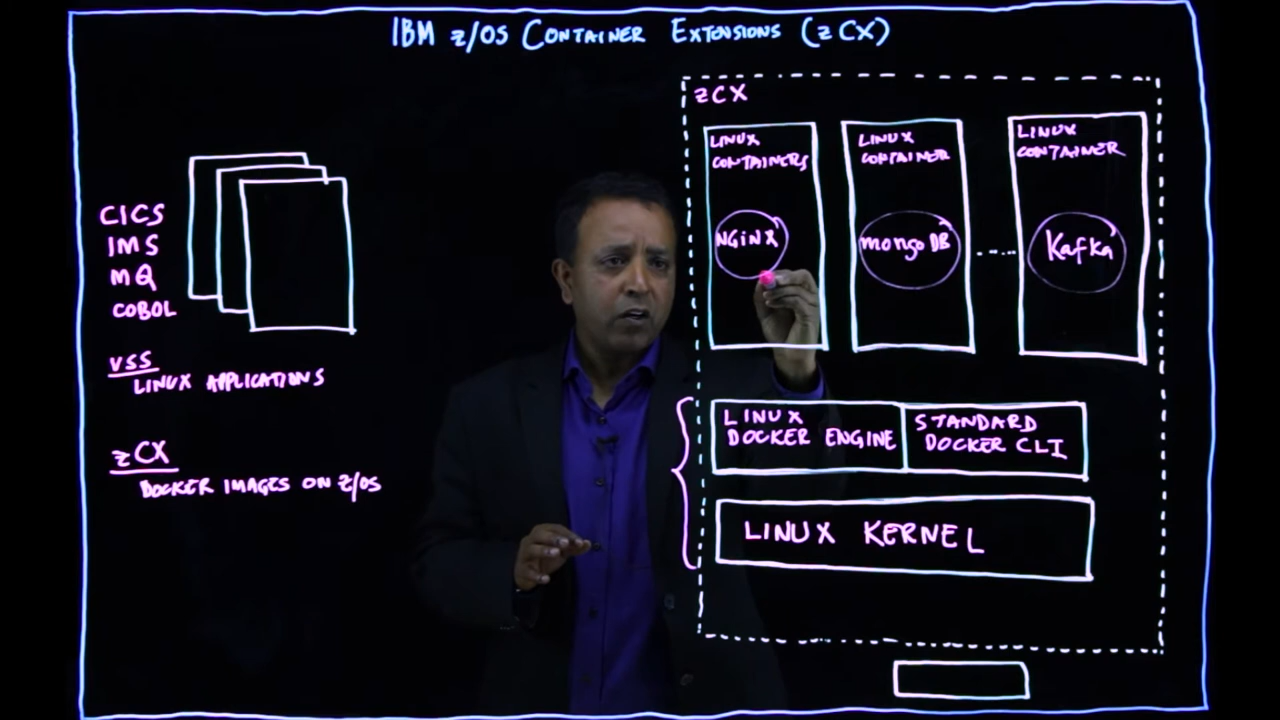 IBM z/OS CONTAINER EXTENSIONS (zCX)
CICS
IMS
MQ
COBOL
VSS
LINUX APPLICATIONS
zCX
DOCKER IMAGES ON Z/OS
zCX
LINUX
CONTAINERS
NGiNX
LINUX
CONTAINER
mongoDB
.....
LINUX
CONTAINER
Kafka
LINUX
DOCKER ENGINE
STANDARD
DOCKER CLI
LINUX KERNEL